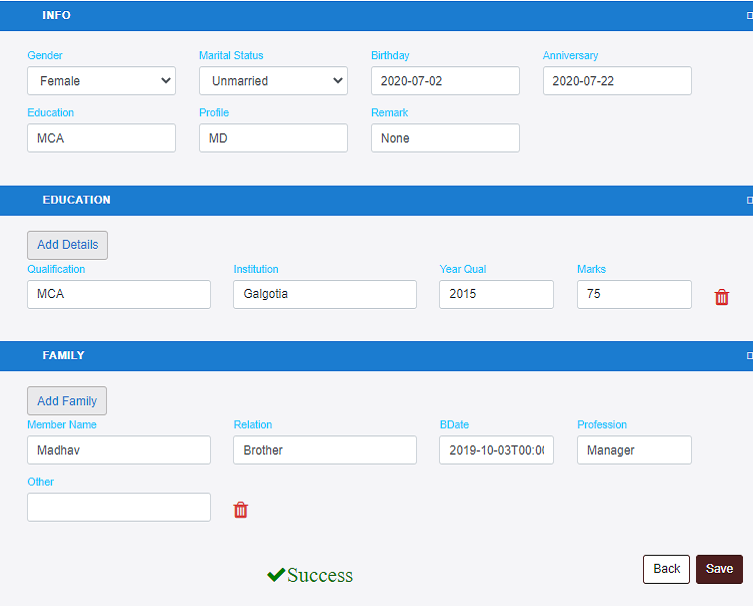 INFO
Gender Marital Status Birthday Anniversary
Female Unmarried 2020-07-02 2020-07-22
Education Profile Remark
MCA MD None
EDUCATION
Add Details
Qualification Institution Year Qual Marks
MCA Galgotia 2015 75
FAMILY
Add Family
Member Name Relation BDate Profession
Madhav Brother 2019-10-03T00:00 Manager
Other
Success Back Save